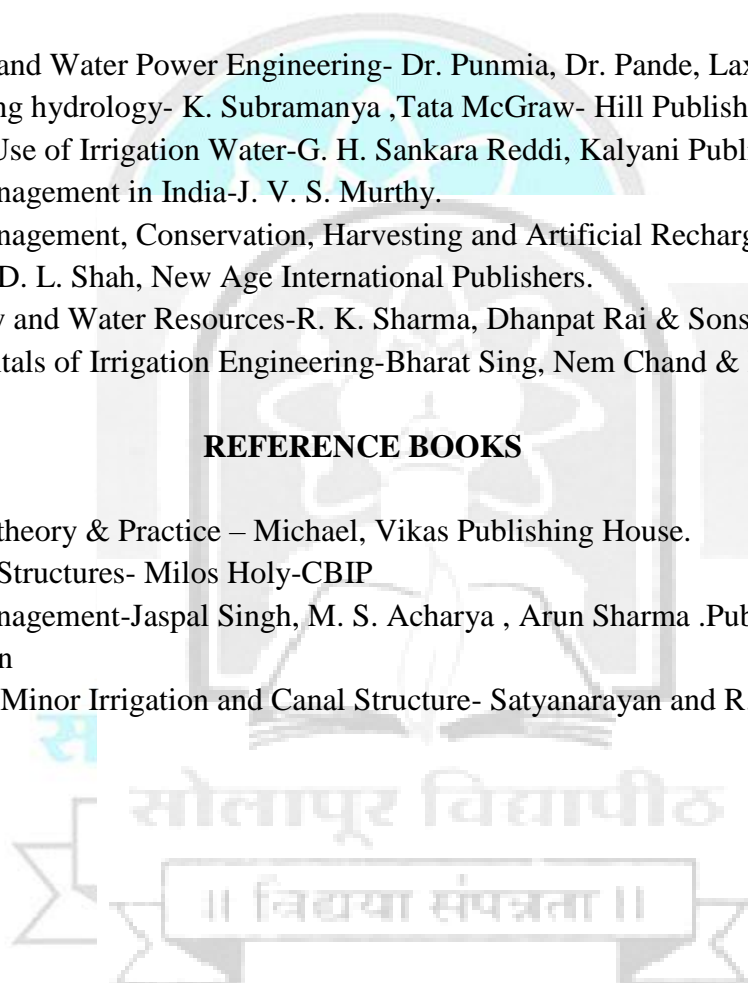 and Water Power Engineering- Dr. Punmia, Dr. Pande, Lax
ng hydrology- K. Subramanya ,Tata McGraw- Hill Publish
Use of Irrigation Water-G. H. Sankara Reddi, Kalyani Publi
nagement in India-J. V. S. Murthy.
nagement, Conservation, Harvesting and Artificial Recharg
D. L. Shah, New Age International Publishers.
y and Water Resources-R. K. Sharma, Dhanpat Rai & Sons
ntals of Irrigation Engineering-Bharat Sing, Nem Chand &
REFERENCE BOOKS
theory & Practice – Michael, Vikas Publishing House.
Structures- Milos Holy-CBIP
nagement-Jaspal Singh, M. S. Acharya , Arun Sharma .Pub
n
Minor Irrigation and Canal Structure- Satyanarayan and R.
सोलापूर विद्यापीठ
॥ विद्यया संपन्नता ॥